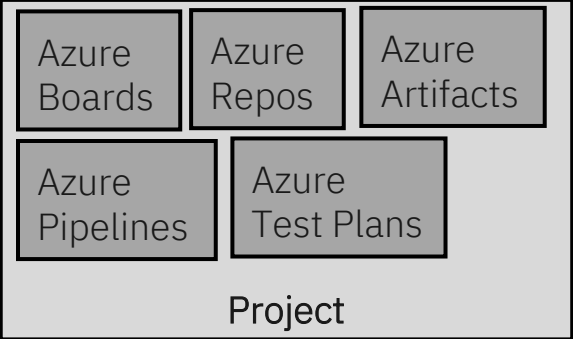 Azure
Boards
Azure
Repos
Azure
Artifacts
Azure
Pipelines
Azure
Test Plans
Project